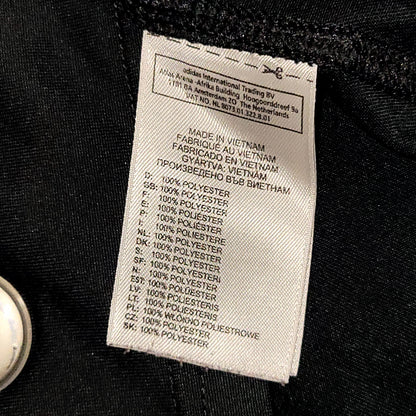 adidas International Trading BV
Atlas Arena -Afrika Building Hoogoorddreef 9a
1101 BA Amsterdam ZO The Netherlands
VAT NO. NL 8073.01.322.B.01
MADE IN VIETNAM
FABRIQUÉ AU VIETNAM
FABRICADO EN VIETNAM
GYÁRTVA: VIETNÁM
ПРОИЗВЕДЕНО ВЪВ ВИЕТНАМ
D: 100% POLYESTER
GB: 100% POLYESTER
F: 100% POLYESTER
E: 100% POLIÉSTER
P: 100% POLIÉSTER
I: 100% POLIESTERE
NL: 100% POLYESTER
DK: 100% POLYESTER
S: 100% POLYESTER
SF: 100% POLYESTERI
N: 100% POLYESTER
EST: 100% POLÜESTER
LV: 100% POLIESTERIS
LT: 100% POLIESTERIS
PL: 100% WŁÓKNO POLIESTROWE
CZ: 100% POLYESTER
SK: 100% POLYESTER